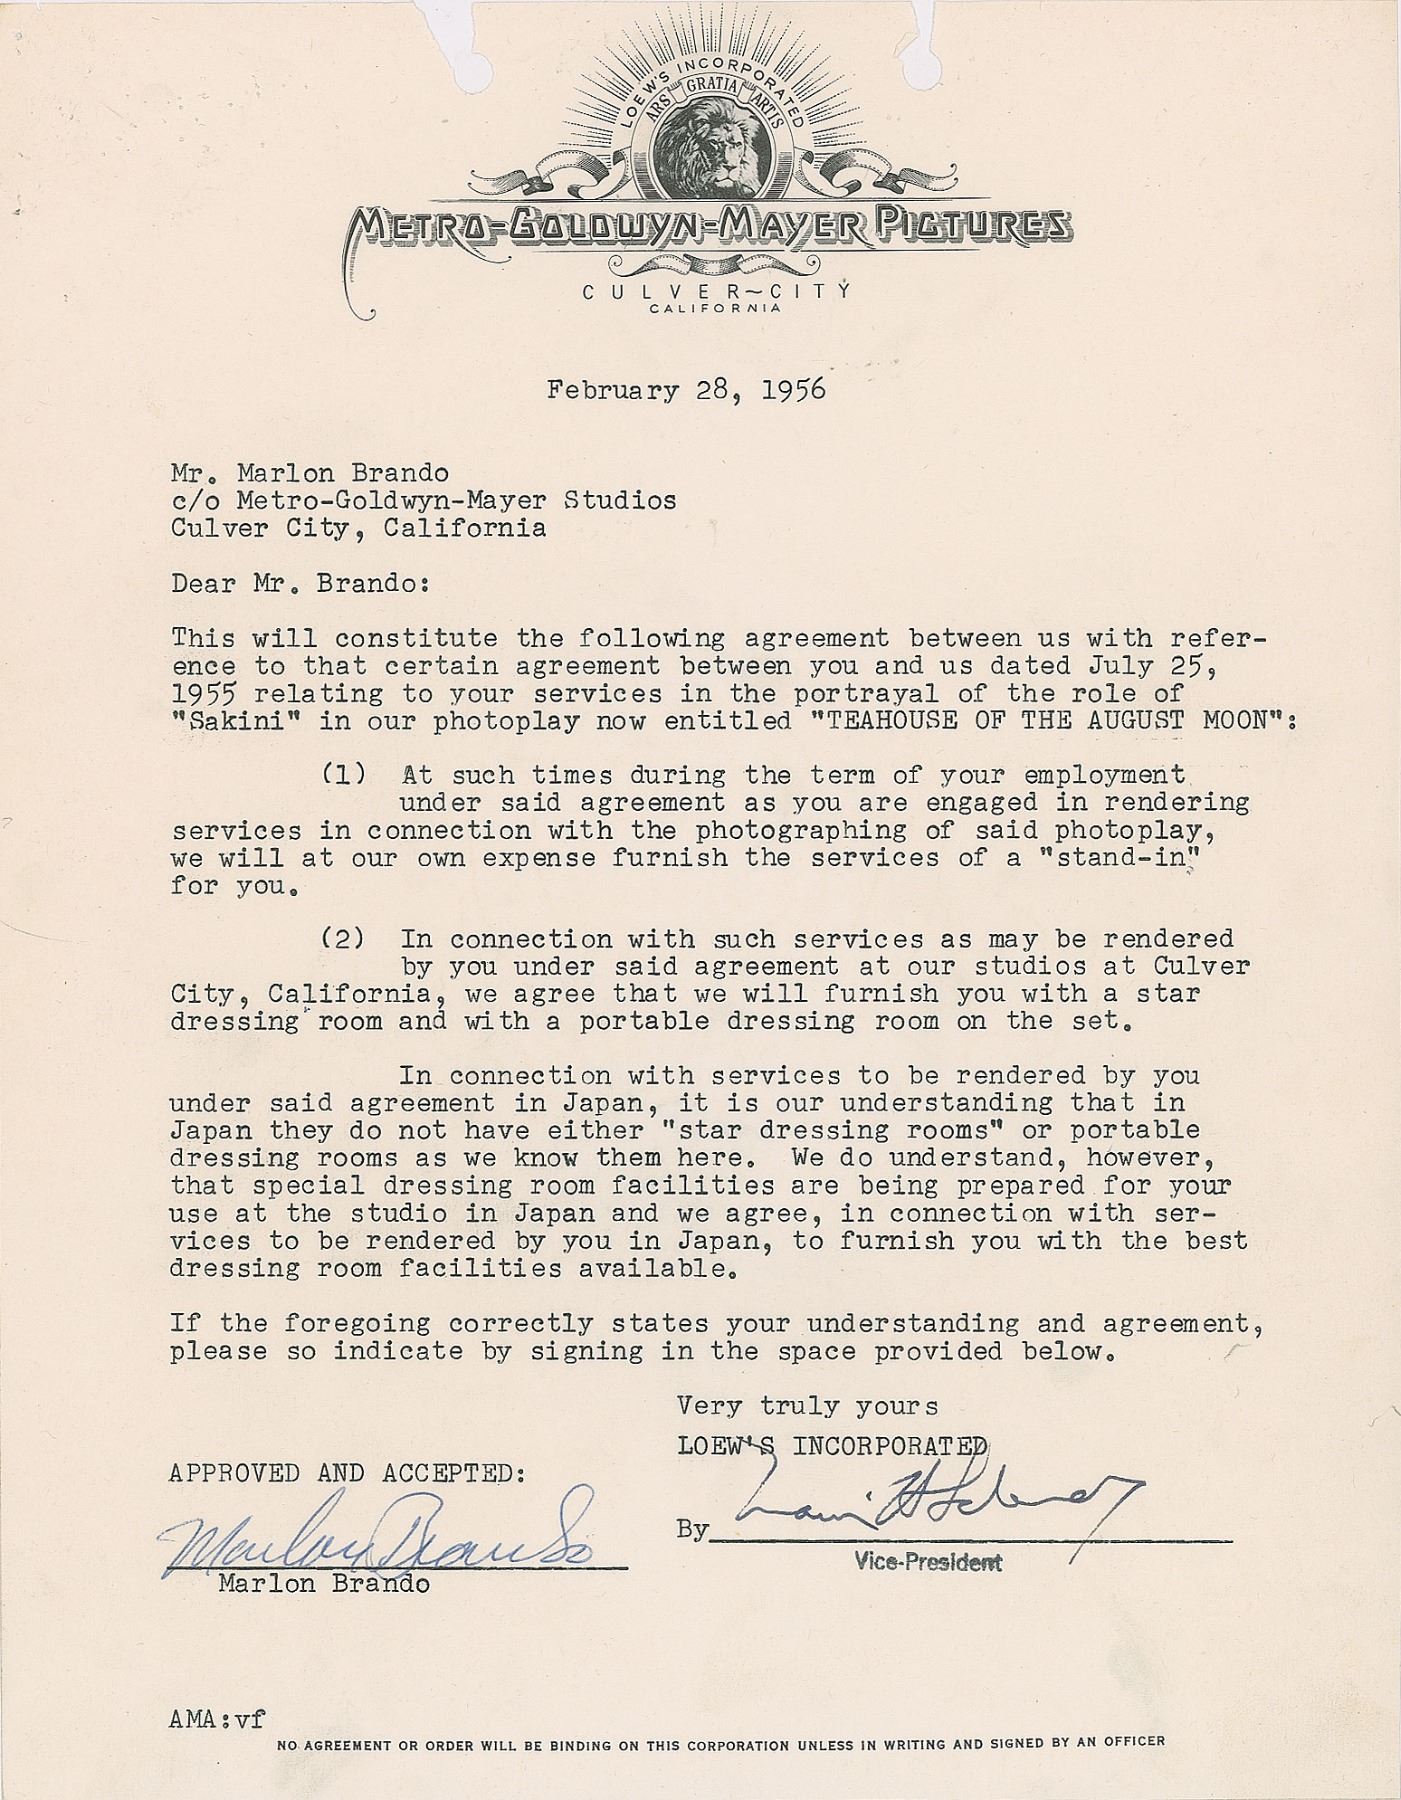 LOEW'S INCORPORATED
ARS GRATIA ARTIS
METRO-GOLDWYN-MAYER PICTURES
CULVER~CITY
CALIFORNIA
February 28, 1956
Mr. Marlon Brando
c/o Metro-Goldwyn-Mayer Studios
Culver City, California
Dear Mr. Brando:
This will constitute the following agreement between us with refer-
ence to that certain agreement between you and us dated July 25,
1955 relating to your services in the portrayal of the role of
"Sakini" in our photoplay now entitled "TEAHOUSE OF THE AUGUST MOON":
(1) At such times during the term of your employment
under said agreement as you are engaged in rendering
services in connection with the photographing of said photoplay,
we will at our own expense furnish the services of a "stand-in"
for you.
(2) In connection with such services as may be rendered
by you under said agreement at our studios at Culver
City, California, we agree that we will furnish you with a star
dressing room and with a portable dressing room on the set.
In connection with services to be rendered by you
under said agreement in Japan, it is our understanding that in
Japan they do not have either "star dressing rooms" or portable
dressing rooms as we know them here. We do understand, however,
that special dressing room facilities are being prepared for your
use at the studio in Japan and we agree, in connection with ser-
vices to be rendered by you in Japan, to furnish you with the best
dressing room facilities available.
If the foregoing correctly states your understanding and agreement,
please so indicate by signing in the space provided below.
Very truly yours
LOEW'S INCORPORATED
APPROVED AND ACCEPTED:
By
Vice-President
Marlon Brando
Marlon Brando
AMA:vf
NO AGREEMENT OR ORDER WILL BE BINDING ON THIS CORPORATION UNLESS IN WRITING AND SIGNED BY AN OFFICER